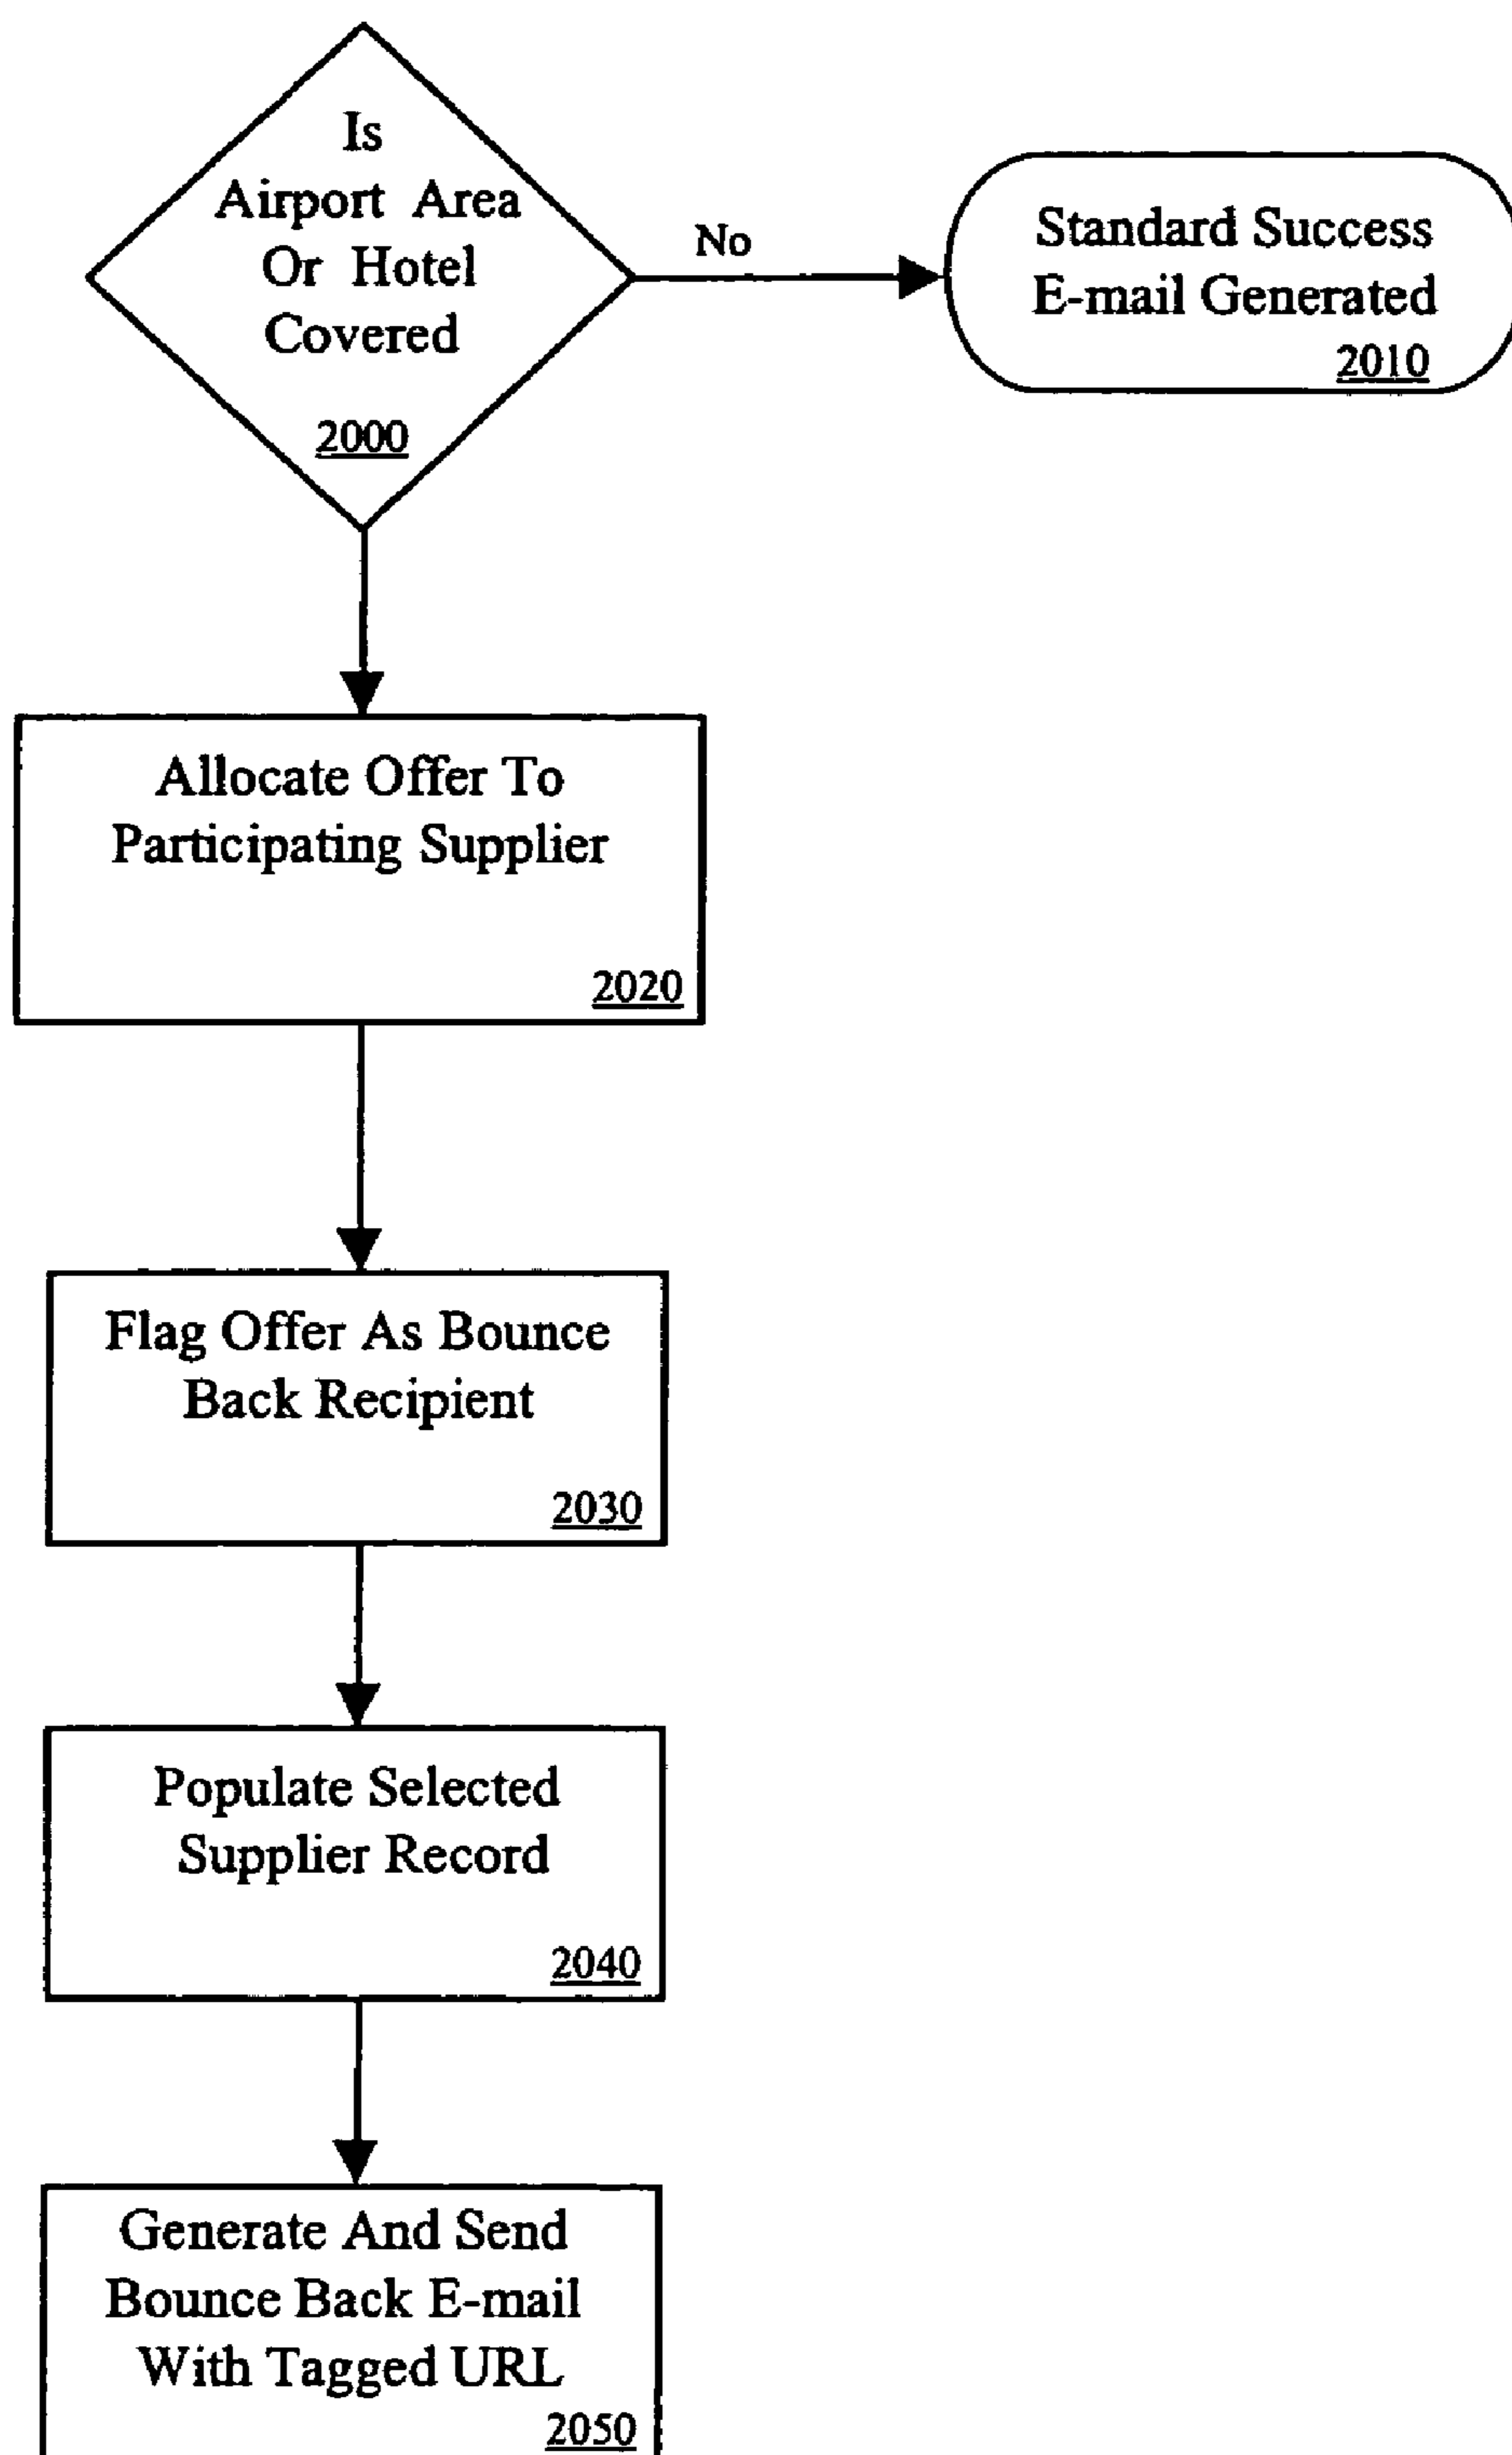 Is
Airport Area
Or Hotel
Covered
2000
No
Standard Success
E-mail Generated
2010
Allocate Offer To
Participating Supplier
2020
Flag Offer As Bounce
Back Recipient
2030
Populate Selected
Supplier Record
2040
Generate And Send
Bounce Back E-mail
With Tagged URL
2050